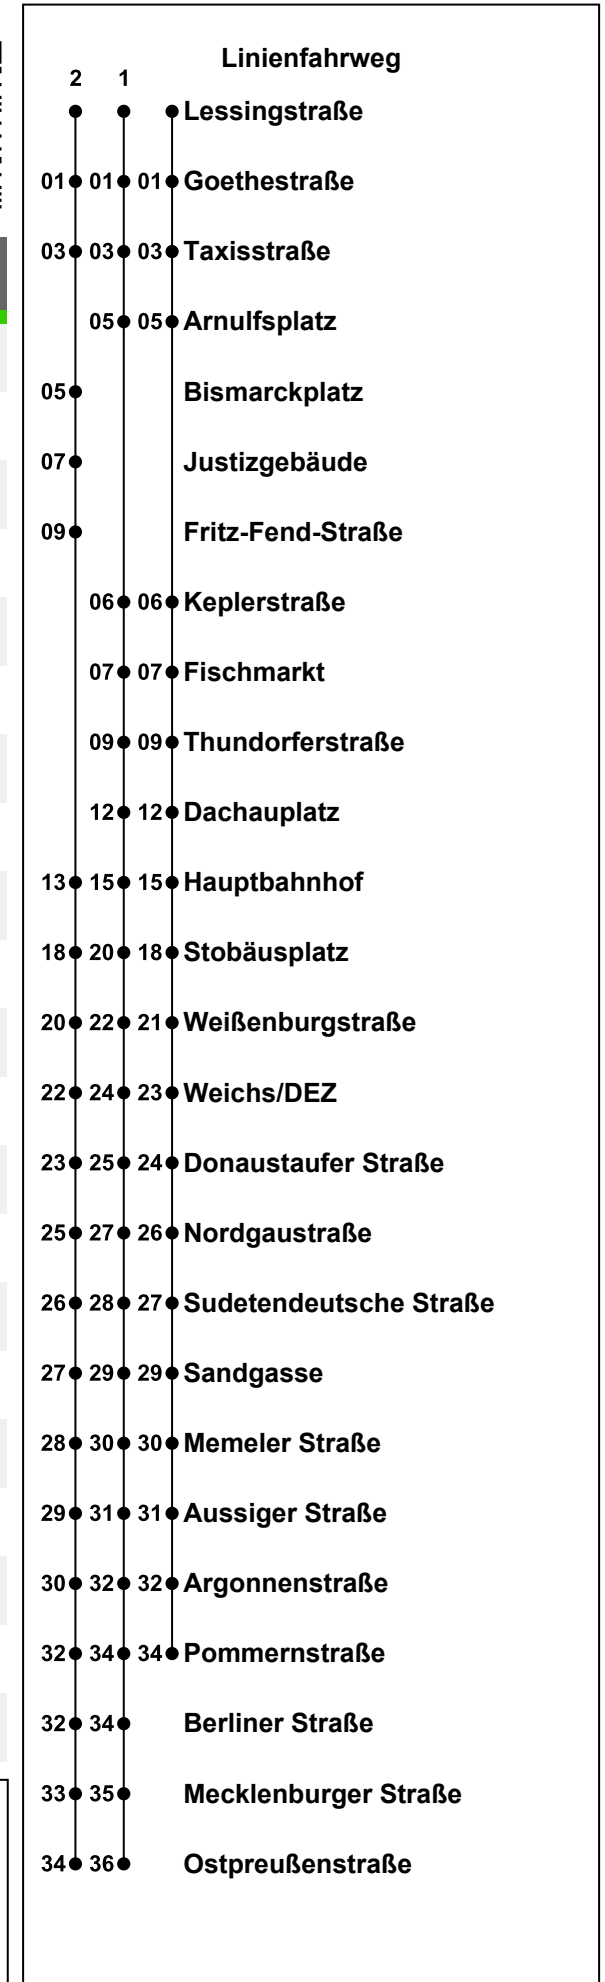 Linienfahrweg
2 1
Lessingstraße
01 01 01 Goethestraße
03 03 03 Taxisstraße
05 05 Arnulfsplatz
05 Bismarckplatz
07 Justizgebäude
09 Fritz-Fend-Straße
06 06 Keplerstraße
07 07 Fischmarkt
09 09 Thundorferstraße
12 12 Dachauplatz
13 15 15 Hauptbahnhof
18 20 18 Stobäusplatz
20 22 21 Weißenburgstraße
22 24 23 Weichs/DEZ
23 25 24 Donaustaufer Straße
25 27 26 Nordgaustraße
26 28 27 Sudetendeutsche Straße
27 29 29 Sandgasse
28 30 30 Memeler Straße
29 31 31 Aussiger Straße
30 32 32 Argonnenstraße
32 34 34 Pommernstraße
32 34 Berliner Straße
33 35 Mecklenburger Straße
34 36 Ostpreußenstraße